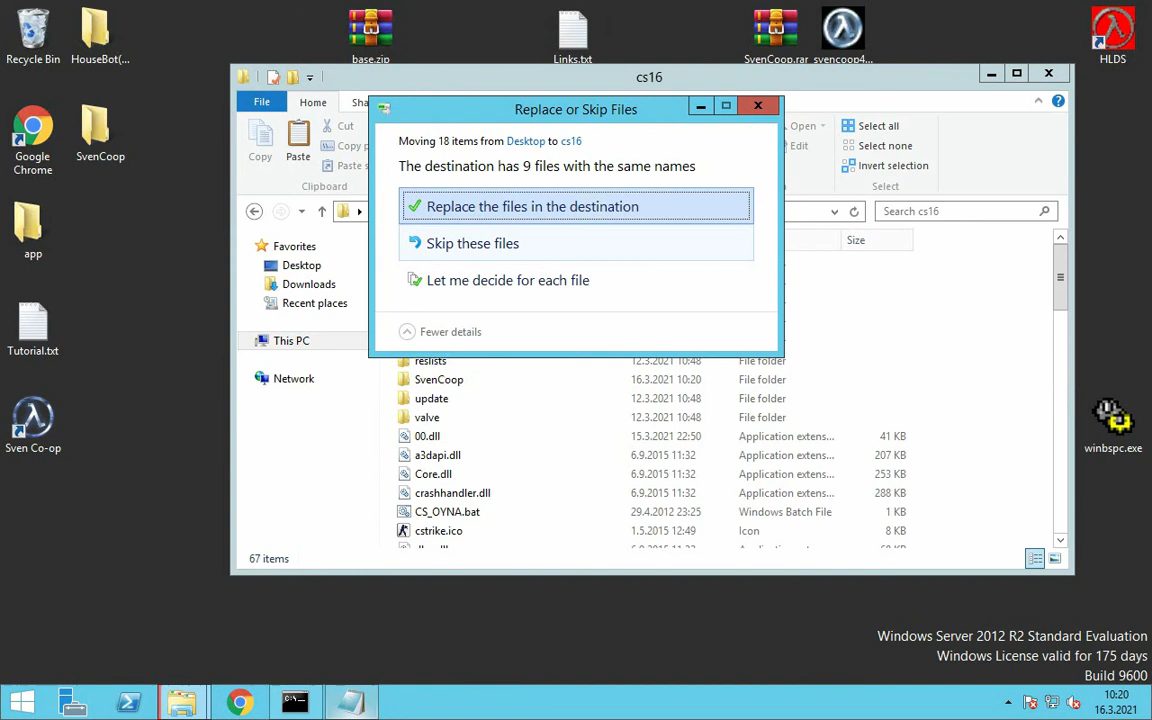 Recycle Bin
HouseBot(...
base.zip
Links.txt
SvenCoop.rar
svencoop4...
HLDS
Google
Chrome
SvenCoop
app
Tutorial.txt
Sven Co-op
winbspc.exe
cs16
File
Home
Sha
Copy
Paste
Cut
Copy p
Paste s
Clipboard
Open
Edit
Select all
Select none
Invert selection
Select
Search cs16
Favorites
Desktop
Downloads
Recent places
This PC
Network
Size
Replace or Skip Files
Moving 18 items from Desktop to cs16
The destination has 9 files with the same names
Replace the files in the destination
Skip these files
Let me decide for each file
Fewer details
reslists 12.3.2021 10:48 File folder
SvenCoop 16.3.2021 10:20 File folder
update 12.3.2021 10:48 File folder
valve 12.3.2021 10:48 File folder
00.dll 15.3.2021 22:50 Application extens... 41 KB
a3dapi.dll 6.9.2015 11:32 Application extens... 207 KB
Core.dll 6.9.2015 11:32 Application extens... 253 KB
crashhandler.dll 6.9.2015 11:32 Application extens... 288 KB
CS_OYNA.bat 29.4.2012 23:25 Windows Batch File 1 KB
cstrike.ico 1.5.2015 12:49 Icon 8 KB
67 items
Windows Server 2012 R2 Standard Evaluation
Windows License valid for 175 days
Build 9600
10:20
16.3.2021